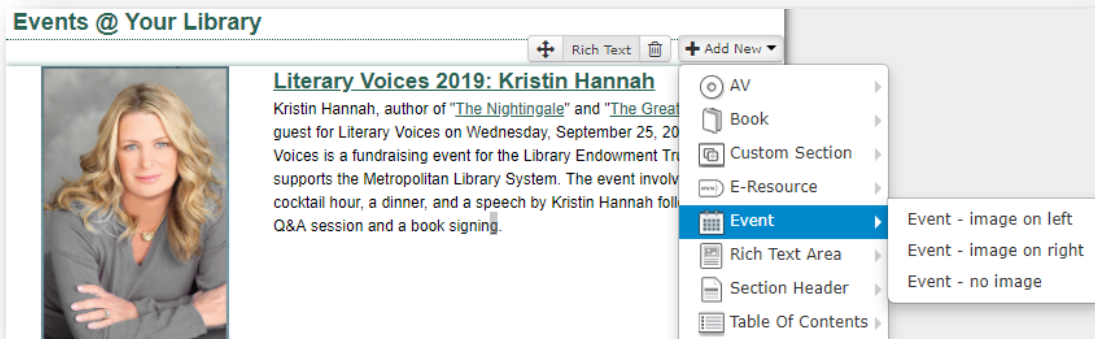 Events @ Your Library
Rich Text
Add New
Literary Voices 2019: Kristin Hannah
Kristin Hannah, author of "The Nightingale" and "The Great
guest for Literary Voices on Wednesday, September 25, 20
Voices is a fundraising event for the Library Endowment Tru
supports the Metropolitan Library System. The event involv
cocktail hour, a dinner, and a speech by Kristin Hannah foll
Q&A session and a book signing.
AV
Book
Custom Section
E-Resource
Event
Rich Text Area
Section Header
Table Of Contents
Event - image on left
Event - image on right
Event - no image